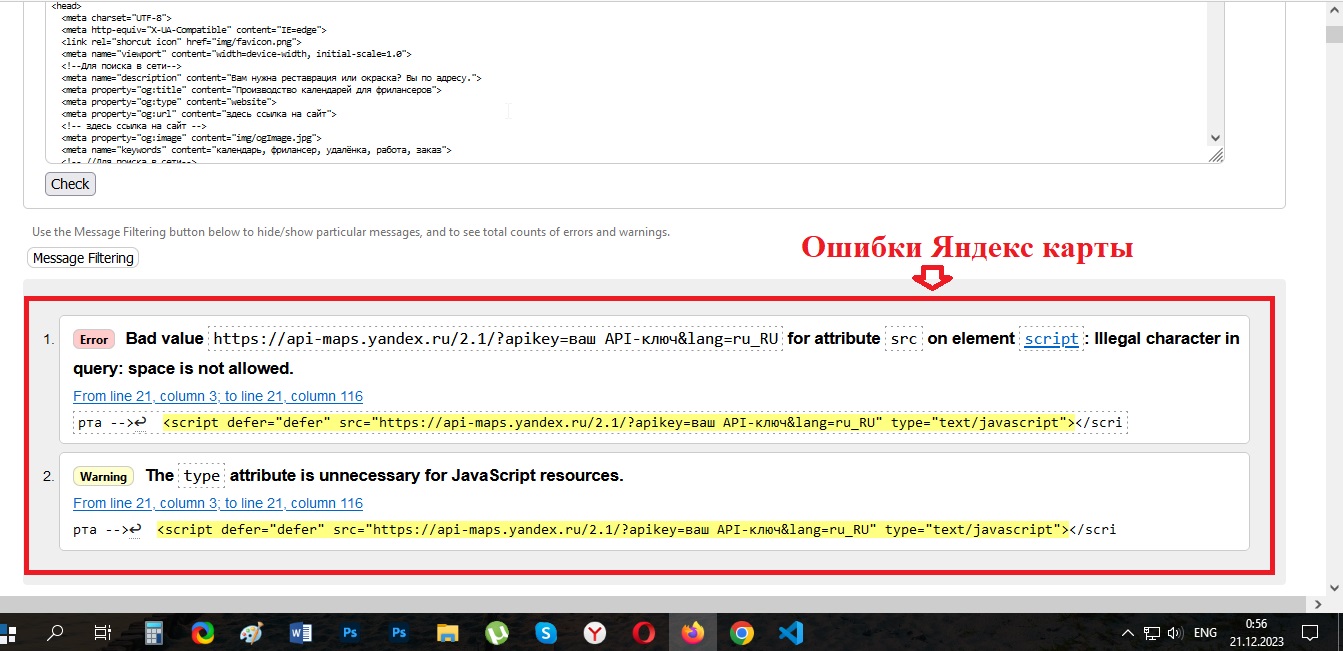 <head>
<meta charset="UTF-8">
<meta http-equiv="X-UA-Compatible" content="IE=edge">
<link rel="shorcut icon" href="img/favicon.png">
<meta name="viewport" content="width=device-width, initial-scale=1.0">
<!--Для поиска в сети-->
<meta name="description" content="Вам нужна реставрация или окраска? Вы по адресу.">
<meta property="og:title" content="Производство календарей для фрилансеров">
<meta property="og:type" content="website">
<meta property="og:url" content="здесь ссылка на сайт">
<!-- здесь ссылка на сайт -->
<meta property="og:image" content="img/ogImage.jpg">
<meta name="keywords" content="календарь, фрилансер, удалёнка, работа, заказ">
<!-- //Для поиска в сети-->
Check
Use the Message Filtering button below to hide/show particular messages, and to see total counts of errors and warnings.
Message Filtering
Ошибки Яндекс карты
1. Error Bad value https://api-maps.yandex.ru/2.1/?apikey=ваш API-ключ&lang=ru_RU for attribute src on element script: Illegal character in
query: space is not allowed.
From line 21, column 3; to line 21, column 116
рта -->↩ <script defer="defer" src="https://api-maps.yandex.ru/2.1/?apikey=ваш API-ключ&lang=ru_RU" type="text/javascript"></scri
2. Warning The type attribute is unnecessary for JavaScript resources.
From line 21, column 3; to line 21, column 116
рта -->↩ <script defer="defer" src="https://api-maps.yandex.ru/2.1/?apikey=ваш API-ключ&lang=ru_RU" type="text/javascript"></scri
Ps
Ps
ENG
0:56
21.12.2023